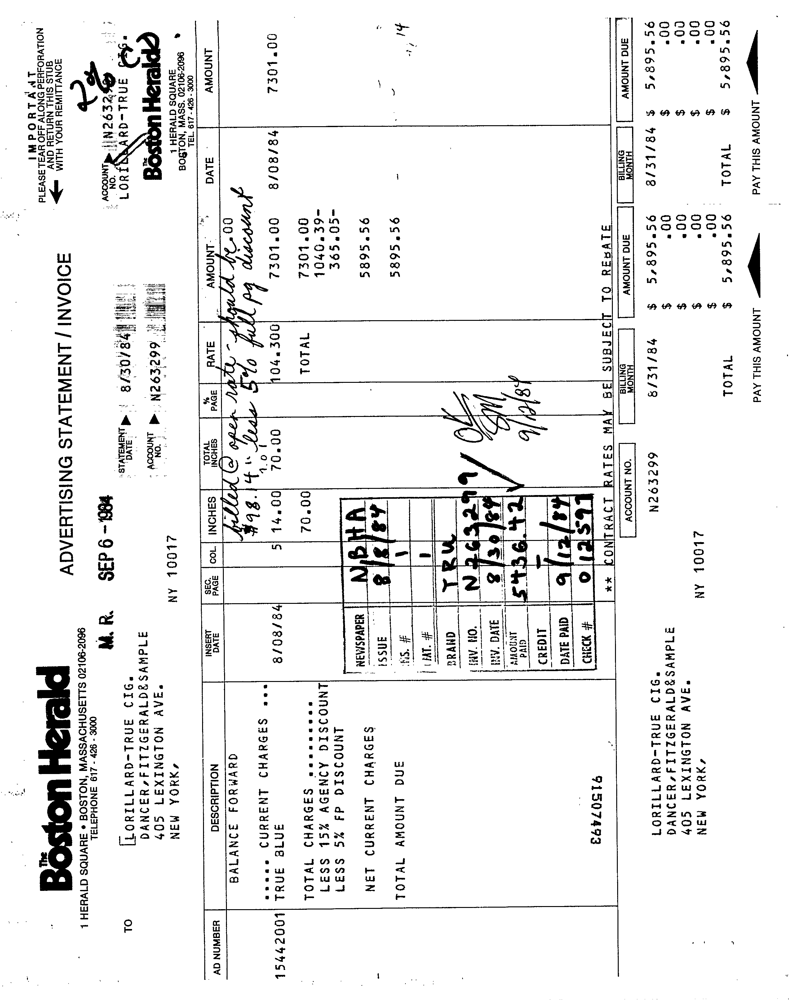 The
Boston Herald
1 HERALD SQUARE • BOSTON, MASSACHUSETTS 02106-2096
TELEPHONE 617 - 426 - 3000
ADVERTISING STATEMENT / INVOICE
M. R. SEP 6 - 1984
IMPORTANT
PLEASE TEAR OFF ALONG PERFORATION
AND RETURN THIS STUB
WITH YOUR REMITTANCE
TO
LORILLARD-TRUE CIG.
DANCER,FITZGERALD&SAMPLE
405 LEXINGTON AVE.
NEW YORK, NY 10017
STATEMENT DATE 8/30/84
ACCOUNT NO. N263299
ACCOUNT NO. N26329
LORILLARD-TRUE CIG.
The
Boston Herald
1 HERALD SQUARE
BOSTON, MASS. 02106-2096
TEL. 617 - 426 - 3000
AD NUMBER DESCRIPTION INSERT DATE SEC. PAGE COL. INCHES TOTAL INCHES % PAGE RATE AMOUNT DATE AMOUNT
BALANCE FORWARD .00
billed @ open rate - should be
$98.14" less 5% full pg discount
..... CURRENT CHARGES ...
15442001 TRUE BLUE 8/08/84 5 14.00 70.00 104.300 7301.00 8/08/84 7301.00
TOTAL CHARGES ......... 70.00 TOTAL 7301.00
LESS 15% AGENCY DISCOUNT 1040.39-
LESS 5% FP DISCOUNT 365.05-
NET CURRENT CHARGES 5895.56
TOTAL AMOUNT DUE 5895.56
NEWSPAPER NBHA
ISSUE 8/8/84
INS. # 1
EMT. # 1
BRAND TRU
INV. NO. N263299
INV. DATE 8/30/84
AMOUNT PAID 5436.42
CREDIT —
DATE PAID 9/12/84
CHECK # 012597
OK
SM
9/12/84
14
91507493
** CONTRACT RATES MAY BE SUBJECT TO REBATE
ACCOUNT NO. BILLING MONTH AMOUNT DUE BILLING MONTH AMOUNT DUE
N263299 8/31/84 $ 5,895.56 8/31/84 $ 5,895.56
$ .00 $ .00
$ .00 $ .00
$ .00 $ .00
LORILLARD-TRUE CIG.
DANCER,FITZGERALD&SAMPLE
405 LEXINGTON AVE.
NEW YORK, NY 10017
TOTAL $ 5,895.56 TOTAL $ 5,895.56
PAY THIS AMOUNT PAY THIS AMOUNT